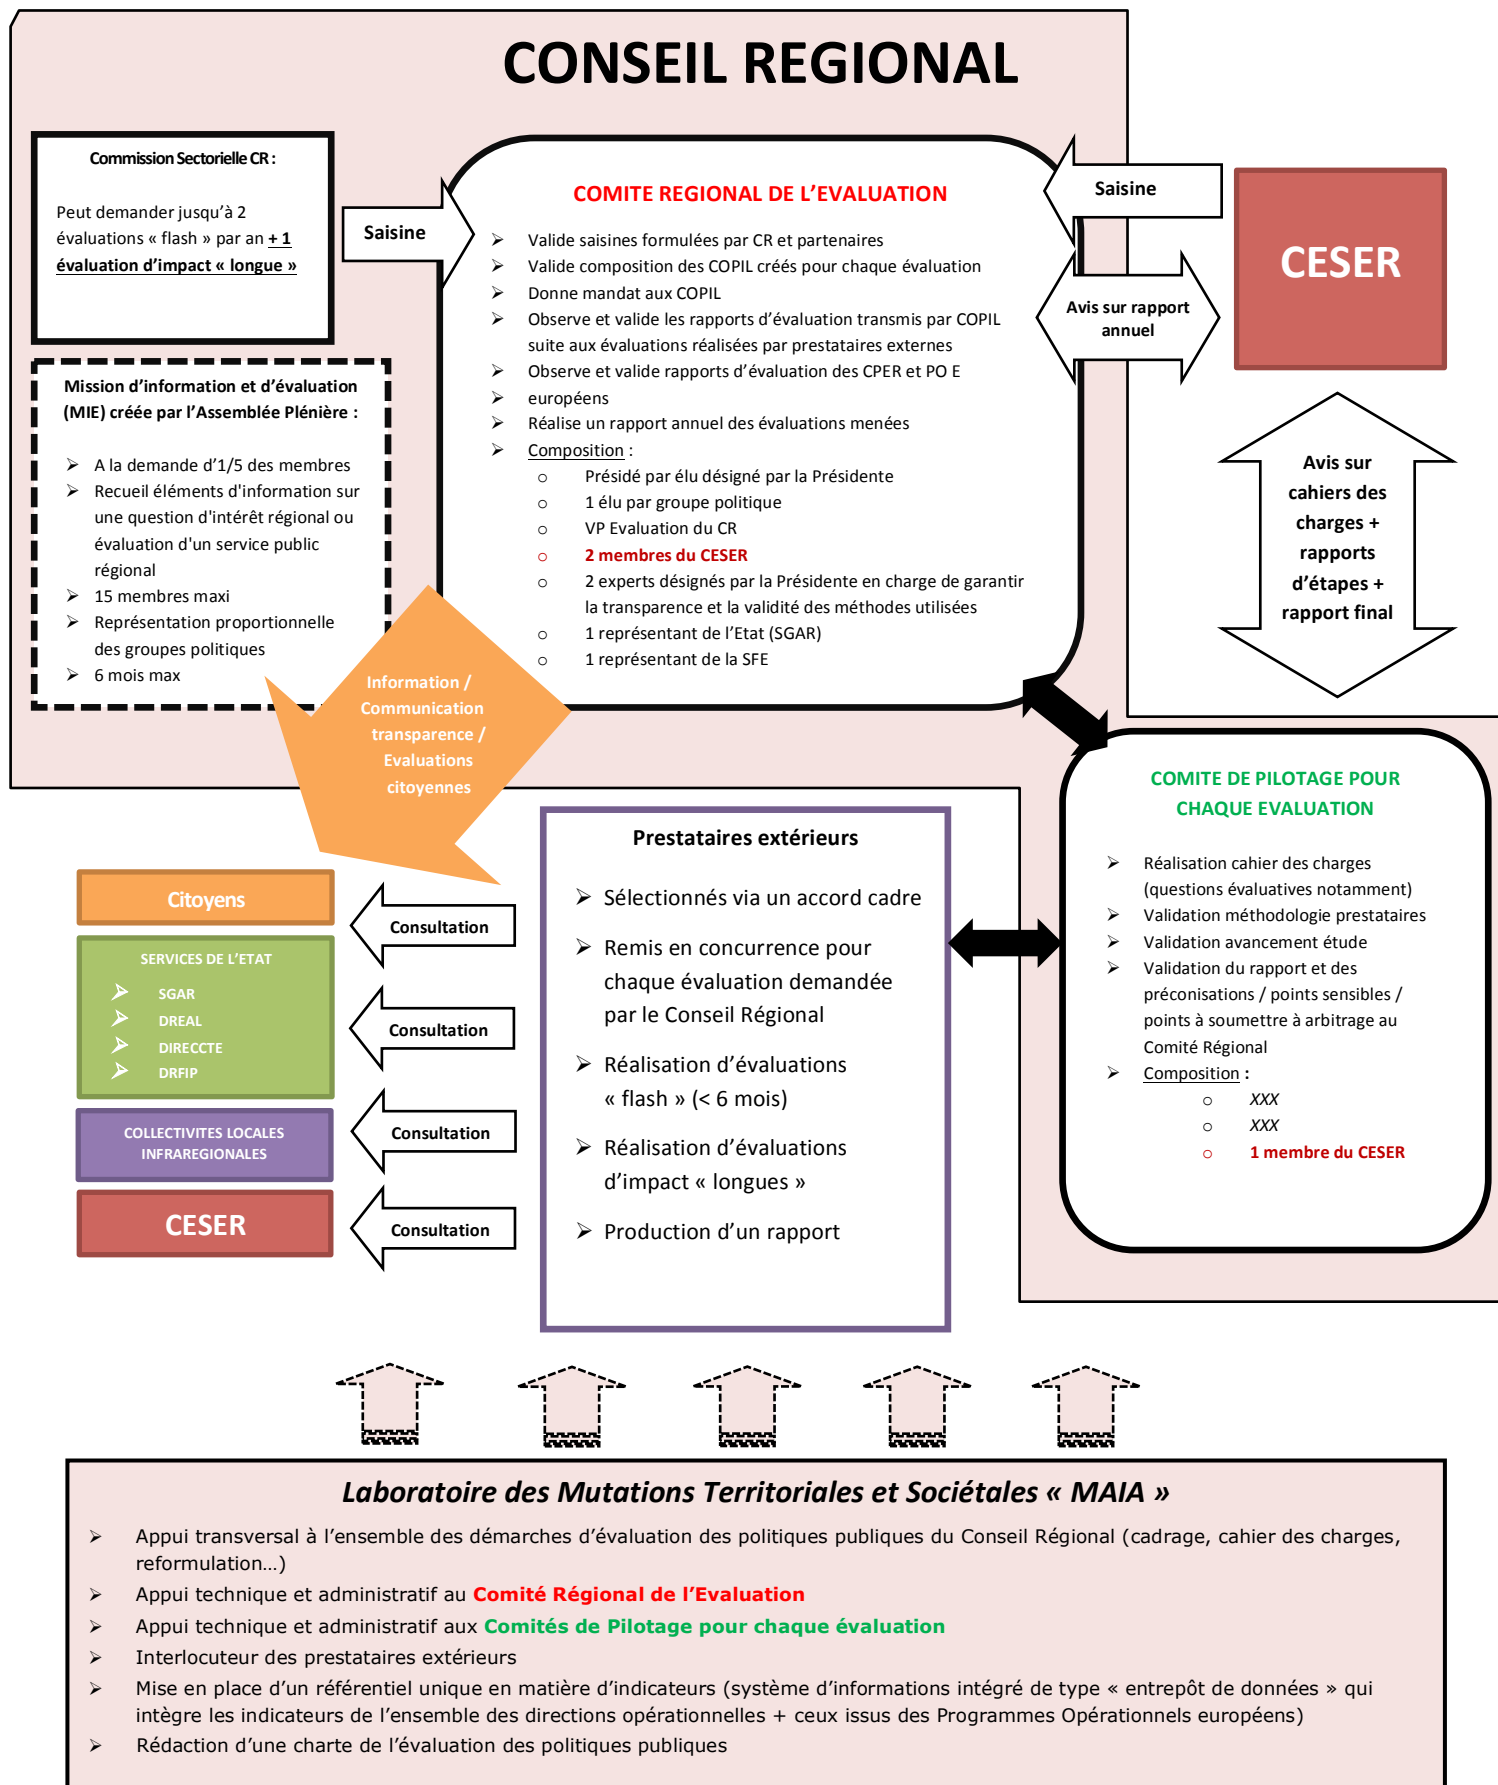 CONSEIL REGIONAL
Commission Sectorielle CR :
Peut demander jusqu’à 2
évaluations « flash » par an + 1
évaluation d’impact « longue »
Saisine
Mission d’information et d’évaluation
(MIE) créée par l’Assemblée Plénière :
➢ A la demande d’1/5 des membres
➢ Recueil éléments d'information sur
une question d'intérêt régional ou
évaluation d'un service public
régional
➢ 15 membres maxi
➢ Représentation proportionnelle
des groupes politiques
➢ 6 mois max
COMITE REGIONAL DE L’EVALUATION
➢ Valide saisines formulées par CR et partenaires
➢ Valide composition des COPIL créés pour chaque évaluation
➢ Donne mandat aux COPIL
➢ Observe et valide les rapports d’évaluation transmis par COPIL
suite aux évaluations réalisées par prestataires externes
➢ Observe et valide rapports d’évaluation des CPER et PO E
➢ européens
➢ Réalise un rapport annuel des évaluations menées
➢ Composition :
o Présidé par élu désigné par la Présidente
o 1 élu par groupe politique
o VP Evaluation du CR
o 2 membres du CESER
o 2 experts désignés par la Présidente en charge de garantir
la transparence et la validité des méthodes utilisées
o 1 représentant de l’Etat (SGAR)
o 1 représentant de la SFE
Saisine
Avis sur rapport
annuel
CESER
Avis sur
cahiers des
charges +
rapports
d’étapes +
rapport final
Information /
Communication
transparence /
Evaluations
citoyennes
COMITE DE PILOTAGE POUR
CHAQUE EVALUATION
➢ Réalisation cahier des charges
(questions évaluatives notamment)
➢ Validation méthodologie prestataires
➢ Validation avancement étude
➢ Validation du rapport et des
préconisations / points sensibles /
points à soumettre à arbitrage au
Comité Régional
➢ Composition :
o XXX
o XXX
o 1 membre du CESER
Prestataires extérieurs
➢ Sélectionnés via un accord cadre
➢ Remis en concurrence pour
chaque évaluation demandée
par le Conseil Régional
➢ Réalisation d’évaluations
« flash » (< 6 mois)
➢ Réalisation d’évaluations
d’impact « longues »
➢ Production d’un rapport
Citoyens
Consultation
SERVICES DE L’ETAT
➢ SGAR
➢ DREAL
➢ DIRECCTE
➢ DRFIP
Consultation
COLLECTIVITES LOCALES
INFRAREGIONALES
Consultation
CESER
Consultation
Laboratoire des Mutations Territoriales et Sociétales « MAIA »
➢ Appui transversal à l’ensemble des démarches d’évaluation des politiques publiques du Conseil Régional (cadrage, cahier des charges,
reformulation…)
➢ Appui technique et administratif au Comité Régional de l’Evaluation
➢ Appui technique et administratif aux Comités de Pilotage pour chaque évaluation
➢ Interlocuteur des prestataires extérieurs
➢ Mise en place d’un référentiel unique en matière d’indicateurs (système d’informations intégré de type « entrepôt de données » qui
intègre les indicateurs de l’ensemble des directions opérationnelles + ceux issus des Programmes Opérationnels européens)
➢ Rédaction d’une charte de l’évaluation des politiques publiques